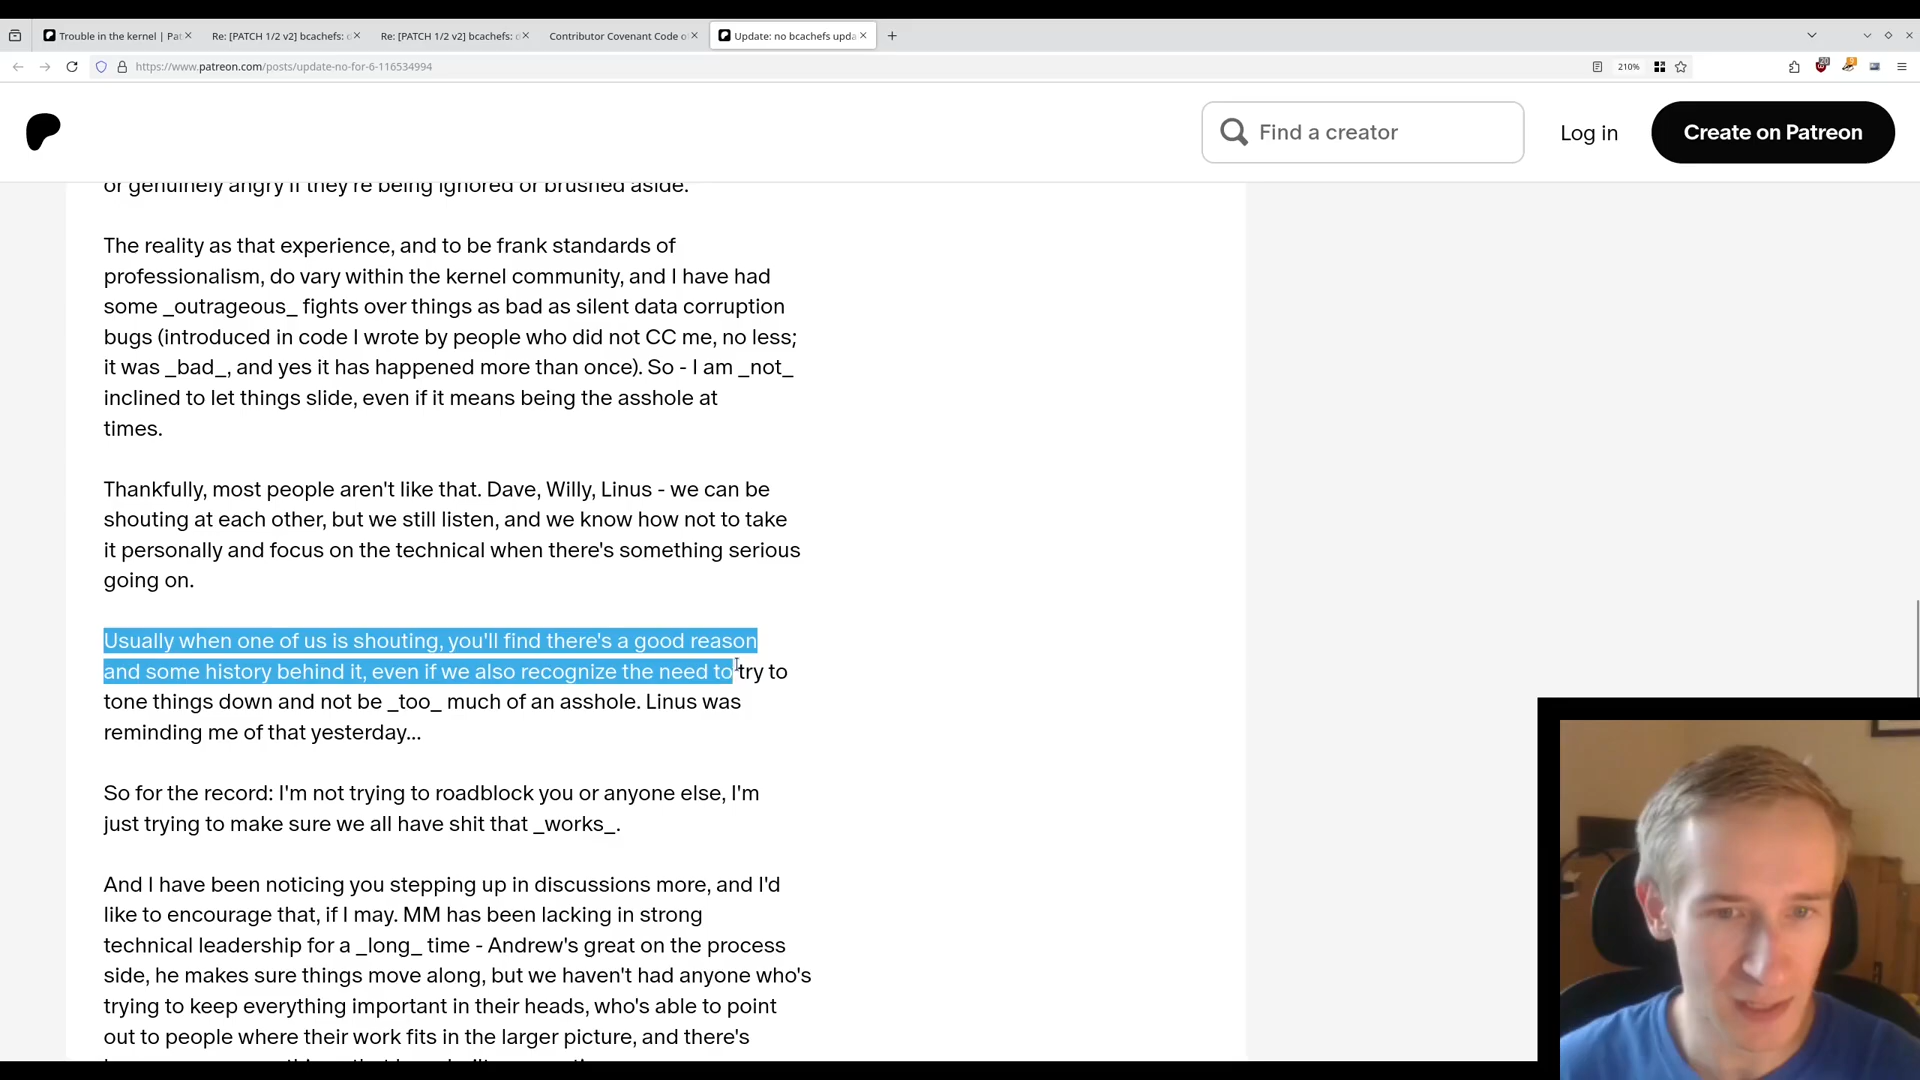 Trouble in the kernel | Pat
Re: [PATCH 1/2 v2] bcachefs: d
Re: [PATCH 1/2 v2] bcachefs: d
Contributor Covenant Code o
Update: no bcachefs upda
https://www.patreon.com/posts/update-no-for-6-116534994
210%
Find a creator
Log in
Create on Patreon
or genuinely angry if they're being ignored or brushed aside.
The reality as that experience, and to be frank standards of
professionalism, do vary within the kernel community, and I have had
some _outrageous_ fights over things as bad as silent data corruption
bugs (introduced in code I wrote by people who did not CC me, no less;
it was _bad_, and yes it has happened more than once). So - I am _not_
inclined to let things slide, even if it means being the asshole at
times.
Thankfully, most people aren't like that. Dave, Willy, Linus - we can be
shouting at each other, but we still listen, and we know how not to take
it personally and focus on the technical when there's something serious
going on.
Usually when one of us is shouting, you'll find there's a good reason
and some history behind it, even if we also recognize the need to try to
tone things down and not be _too_ much of an asshole. Linus was
reminding me of that yesterday...
So for the record: I'm not trying to roadblock you or anyone else, I'm
just trying to make sure we all have shit that _works_.
And I have been noticing you stepping up in discussions more, and I'd
like to encourage that, if I may. MM has been lacking in strong
technical leadership for a _long_ time - Andrew's great on the process
side, he makes sure things move along, but we haven't had anyone who's
trying to keep everything important in their heads, who's able to point
out to people where their work fits in the larger picture, and there's